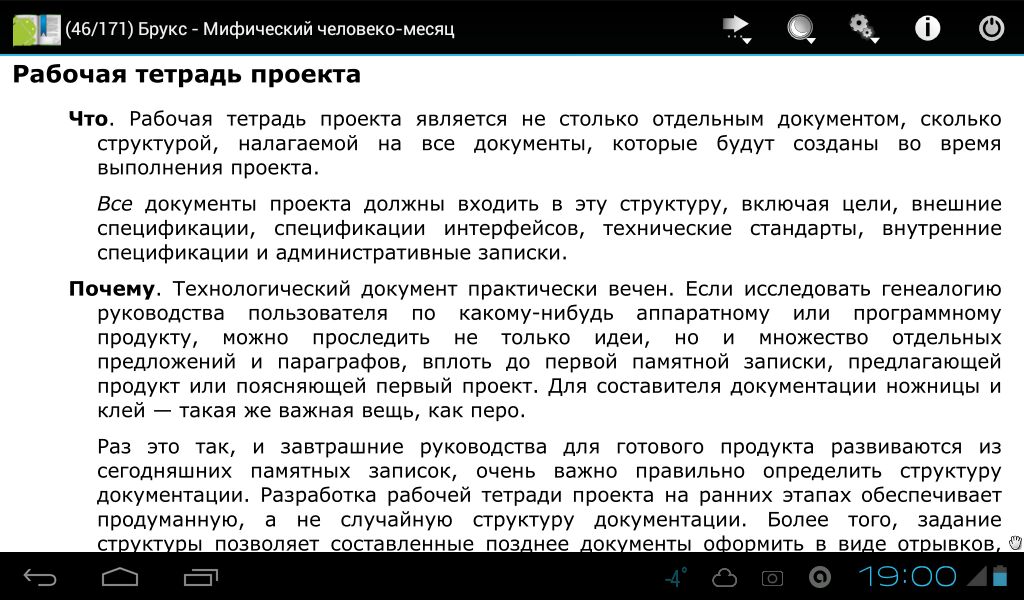 (46/171) Брукс - Мифический человеко-месяц
Рабочая тетрадь проекта
Что. Рабочая тетрадь проекта является не столько отдельным документом, сколько
структурой, налагаемой на все документы, которые будут созданы во время
выполнения проекта.
Все документы проекта должны входить в эту структуру, включая цели, внешние
спецификации, спецификации интерфейсов, технические стандарты, внутренние
спецификации и административные записки.
Почему. Технологический документ практически вечен. Если исследовать генеалогию
руководства пользователя по какому-нибудь аппаратному или программному
продукту, можно проследить не только идеи, но и множество отдельных
предложений и параграфов, вплоть до первой памятной записки, предлагающей
продукт или поясняющей первый проект. Для составителя документации ножницы и
клей — такая же важная вещь, как перо.
Раз это так, и завтрашние руководства для готового продукта развиваются из
сегодняшних памятных записок, очень важно правильно определить структуру
документации. Разработка рабочей тетради проекта на ранних этапах обеспечивает
продуманную, а не случайную структуру документации. Более того, задание
структуры позволяет составленные позднее документы оформить в виде отрывков,
-4° 19:00